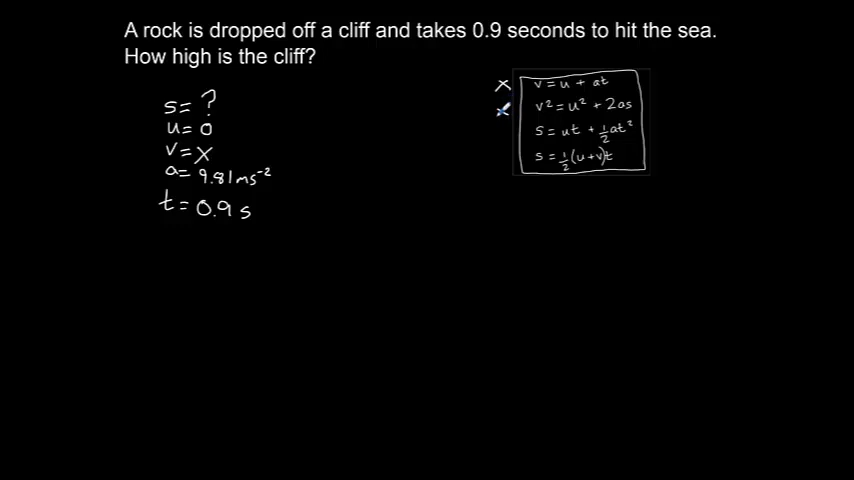 A rock is dropped off a cliff and takes 0.9 seconds to hit the sea.
How high is the cliff?
s = ?
u = 0
v = X
a = 9.81ms⁻²
t = 0.9 s
X v = u + at
x v² = u² + 2as
s = ut + ½at²
s = ½(u+v)t